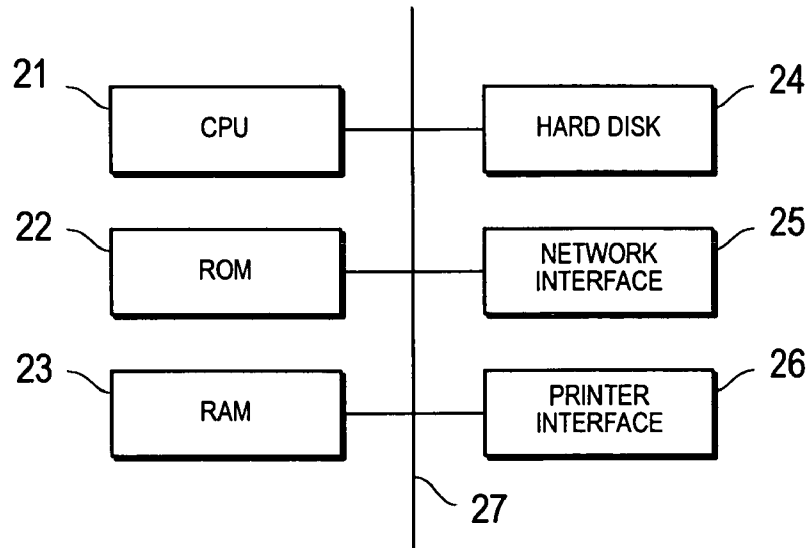 21
CPU
24
HARD DISK
22
ROM
25
NETWORK
INTERFACE
23
RAM
26
PRINTER
INTERFACE
27